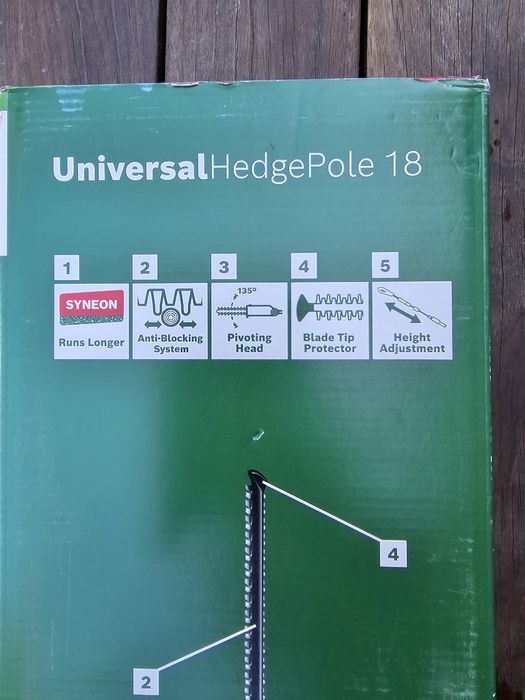 UniversalHedgePole 18
1 2 3 4 5
SYNEON
Runs Longer
Anti-Blocking
System
135°
Pivoting
Head
Blade Tip
Protector
Height
Adjustment
4
2